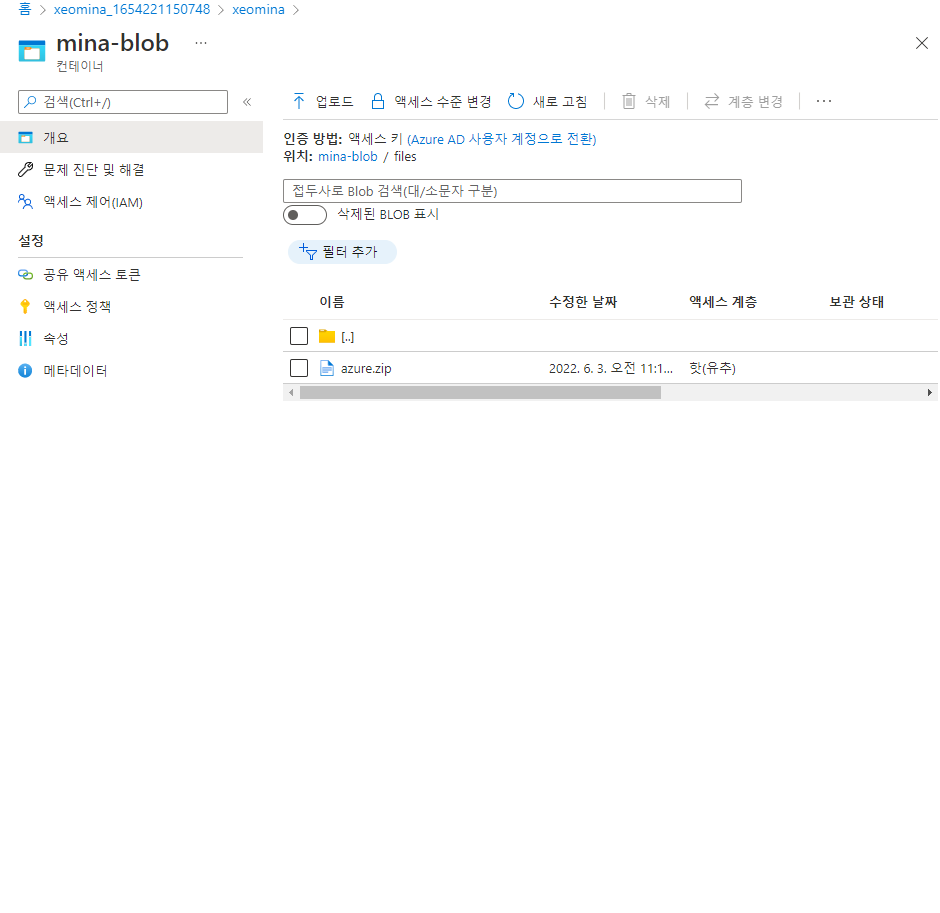 홈 > xeomina_1654221150748 > xeomina >
mina-blob ...
컨테이너
검색(Ctrl+/) «
개요
문제 진단 및 해결
액세스 제어(IAM)
설정
공유 액세스 토큰
액세스 정책
속성
메타데이터
업로드 액세스 수준 변경 새로 고침 삭제 계층 변경 ...
인증 방법: 액세스 키 (Azure AD 사용자 계정으로 전환)
위치: mina-blob / files
접두사로 Blob 검색(대/소문자 구분)
삭제된 BLOB 표시
필터 추가
이름 수정한 날짜 액세스 계층 보관 상태
[..]
azure.zip 2022. 6. 3. 오전 11:1... 핫(유추)